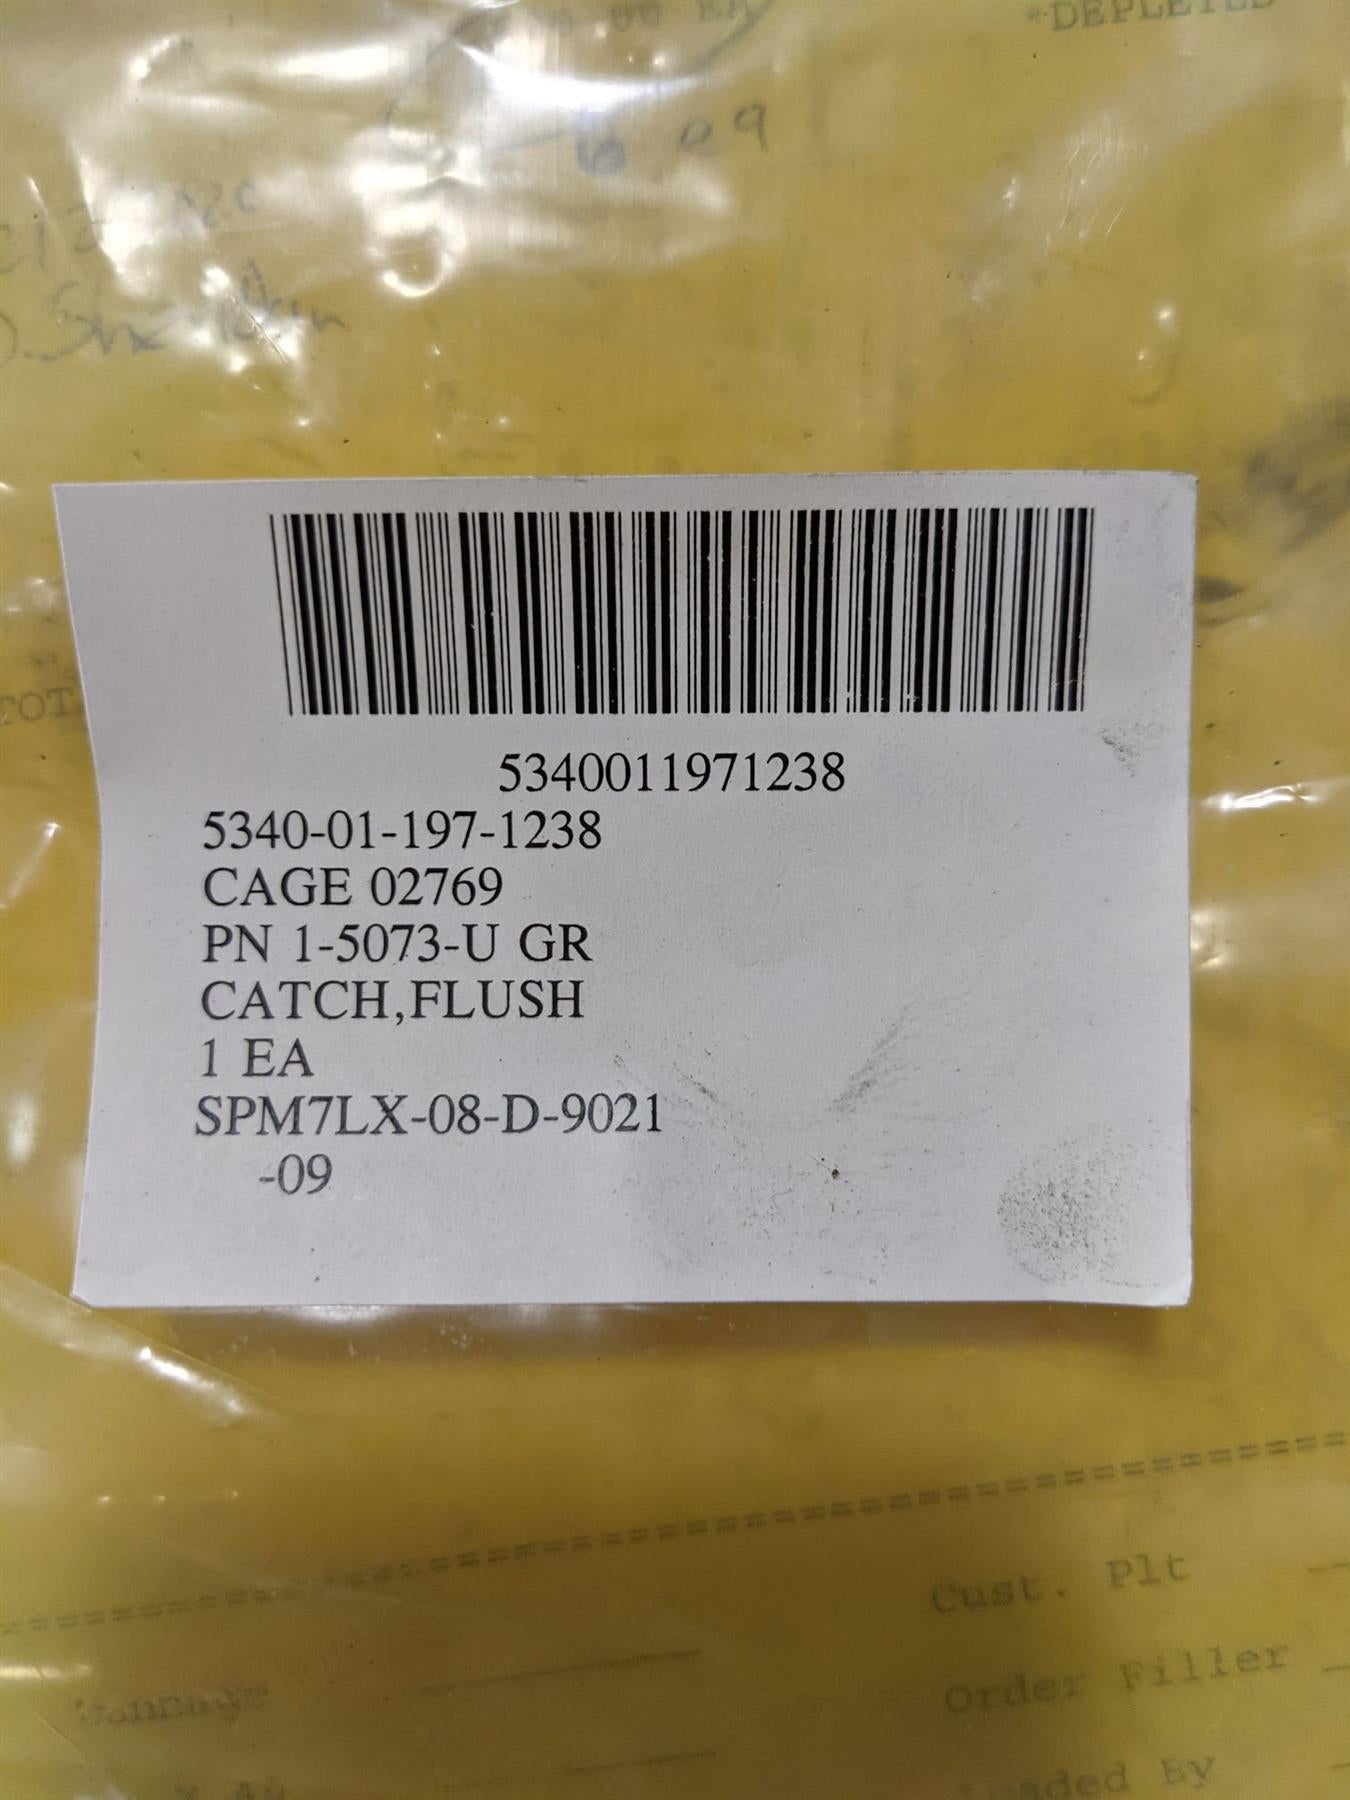 DEPLETED
5340011971238
5340-01-197-1238
CAGE 02769
PN 1-5073-U GR
CATCH,FLUSH
1 EA
SPM7LX-08-D-9021
-09
Cust. Plt
Order Filler
By